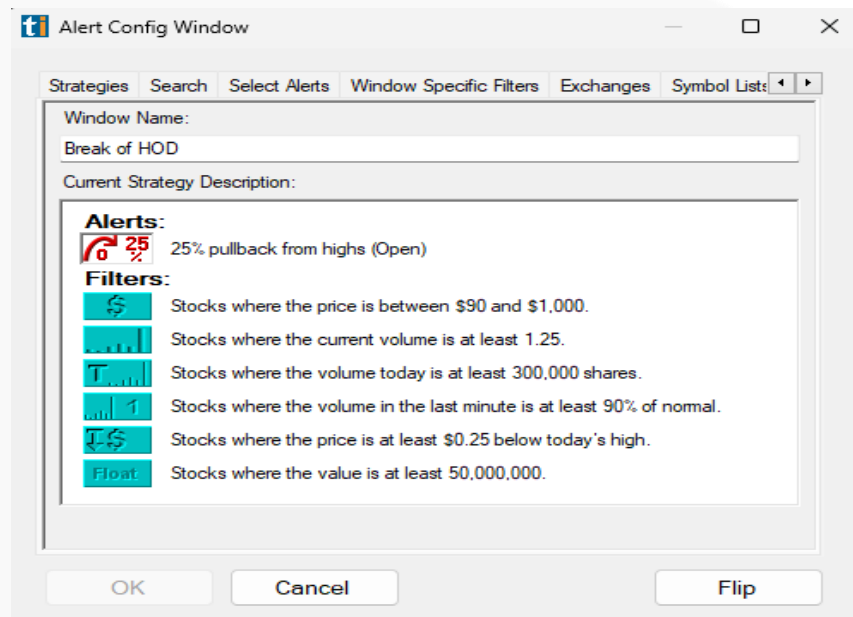 ti Alert Config Window
Strategies Search Select Alerts Window Specific Filters Exchanges Symbol Lists
Window Name:
Break of HOD
Current Strategy Description:
Alerts:
0 25 % 25% pullback from highs (Open)
Filters:
$ Stocks where the price is between $90 and $1,000.
Stocks where the current volume is at least 1.25.
T Stocks where the volume today is at least 300,000 shares.
1 Stocks where the volume in the last minute is at least 90% of normal.
$ Stocks where the price is at least $0.25 below today's high.
Float Stocks where the value is at least 50,000,000.
OK Cancel Flip